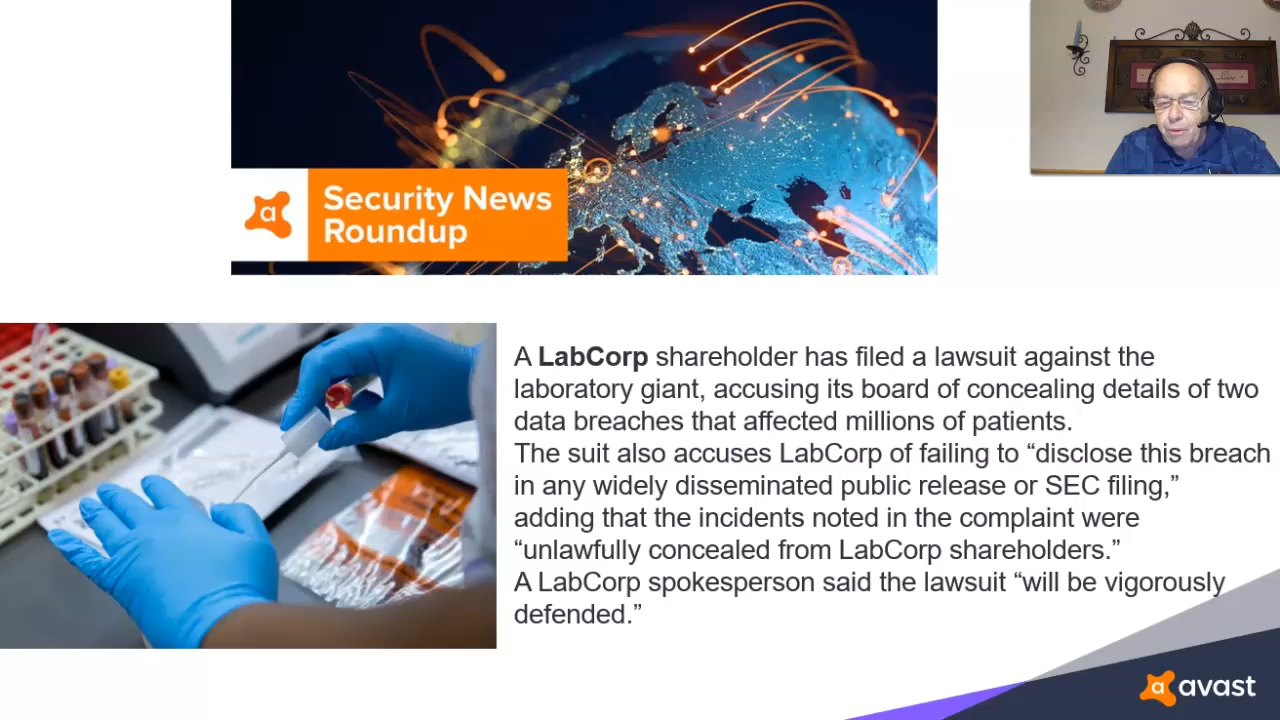 Security News
Roundup
A LabCorp shareholder has filed a lawsuit against the
laboratory giant, accusing its board of concealing details of two
data breaches that affected millions of patients.
The suit also accuses LabCorp of failing to “disclose this breach
in any widely disseminated public release or SEC filing,”
adding that the incidents noted in the complaint were
“unlawfully concealed from LabCorp shareholders.”
A LabCorp spokesperson said the lawsuit “will be vigorously
defended.”
avast